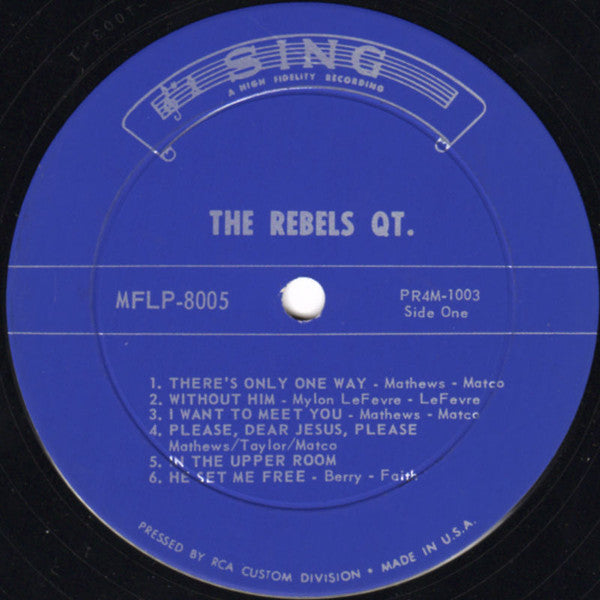 SING
A HIGH FIDELITY RECORDING
THE REBELS QT.
MFLP-8005
PR4M-1003
Side One
1. THERE'S ONLY ONE WAY - Mathews - Matco
2. WITHOUT HIM - Mylon LeFevre - LeFevre
3. I WANT TO MEET YOU - Mathews - Matco
4. PLEASE, DEAR JESUS, PLEASE
Mathews/Taylor/Matco
5. IN THE UPPER ROOM
6. HE SET ME FREE - Berry - Faith
PRESSED BY RCA CUSTOM DIVISION • MADE IN U.S.A.